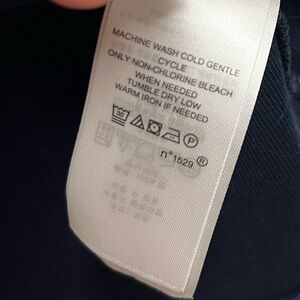 MACHINE WASH COLD GENTLE
CYCLE
ONLY NON-CHLORINE BLEACH
WHEN NEEDED
TUMBLE DRY LOW
WARM IRON IF NEEDED
30 P
n°1529 ®